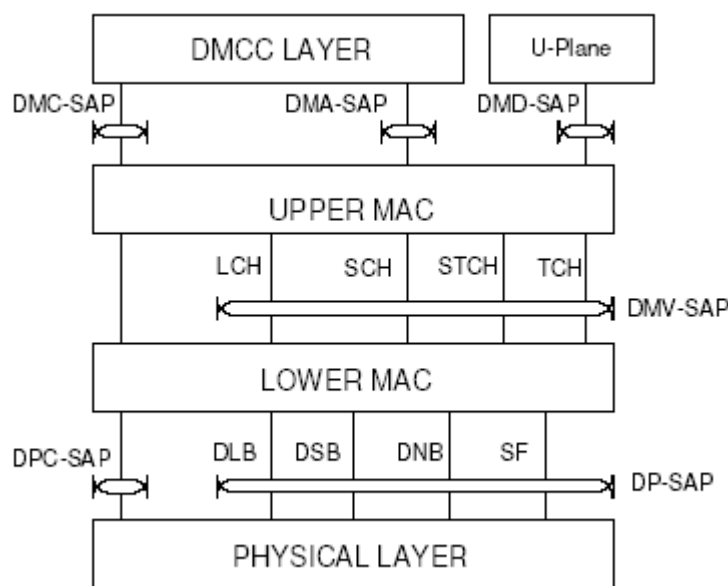 DMCC LAYER
U-Plane
DMC-SAP
DMA-SAP
DMD-SAP
UPPER MAC
LCH
SCH
STCH
TCH
DMV-SAP
LOWER MAC
DPC-SAP
DLB
DSB
DNB
SF
DP-SAP
PHYSICAL LAYER